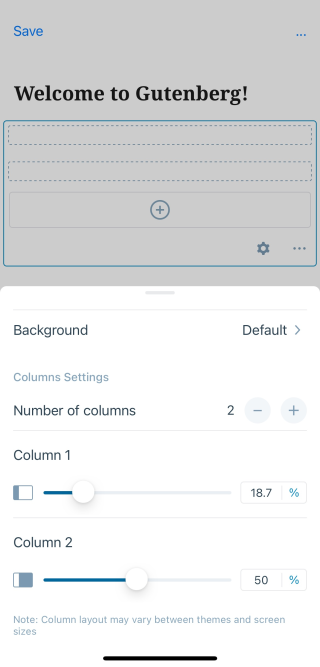 Save
...
Welcome to Gutenberg!
Background Default
Columns Settings
Number of columns 2 − +
Column 1
18.7 %
Column 2
50 %
Note: Column layout may vary between themes and screen
sizes